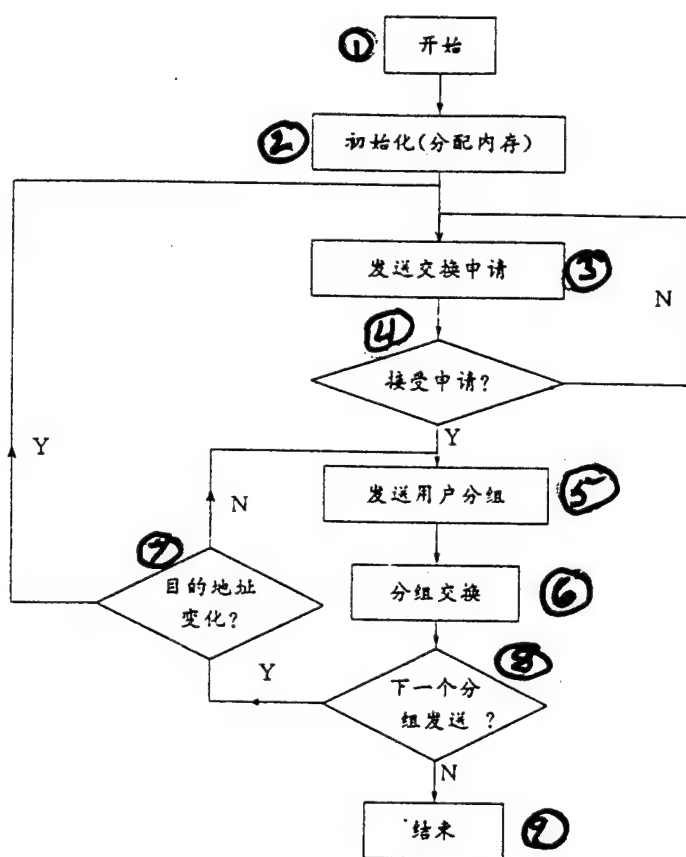 ① 开始
② 初始化(分配内存)
发送交换申请 ③
N
④
接受申请?
Y
Y
发送用户分组 ⑤
N
⑦
目的地址
变化?
分组交换 ⑥
⑧
Y
下一个分
组发送 ?
N
结束 ⑨